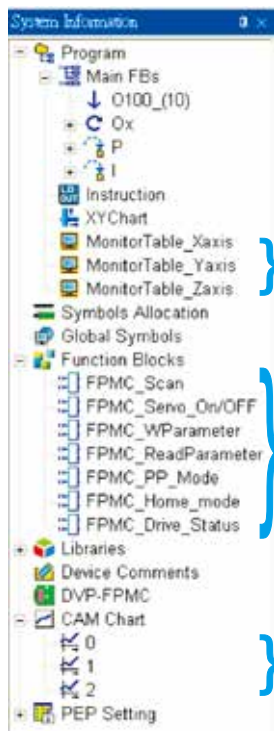 System Information
Program
Main FBs
O100_(10)
Ox
P
I
Instruction
XYChart
MonitorTable_Xaxis
MonitorTable_Yaxis
MonitorTable_Zaxis
Symbols Allocation
Global Symbols
Function Blocks
FPMC_Scan
FPMC_Servo_On/OFF
FPMC_WParameter
FPMC_ReadParameter
FPMC_PP_Mode
FPMC_Home_mode
FPMC_Drive_Status
Libraries
Device Comments
DVP-FPMC
CAM Chart
0
1
2
PEP Setting